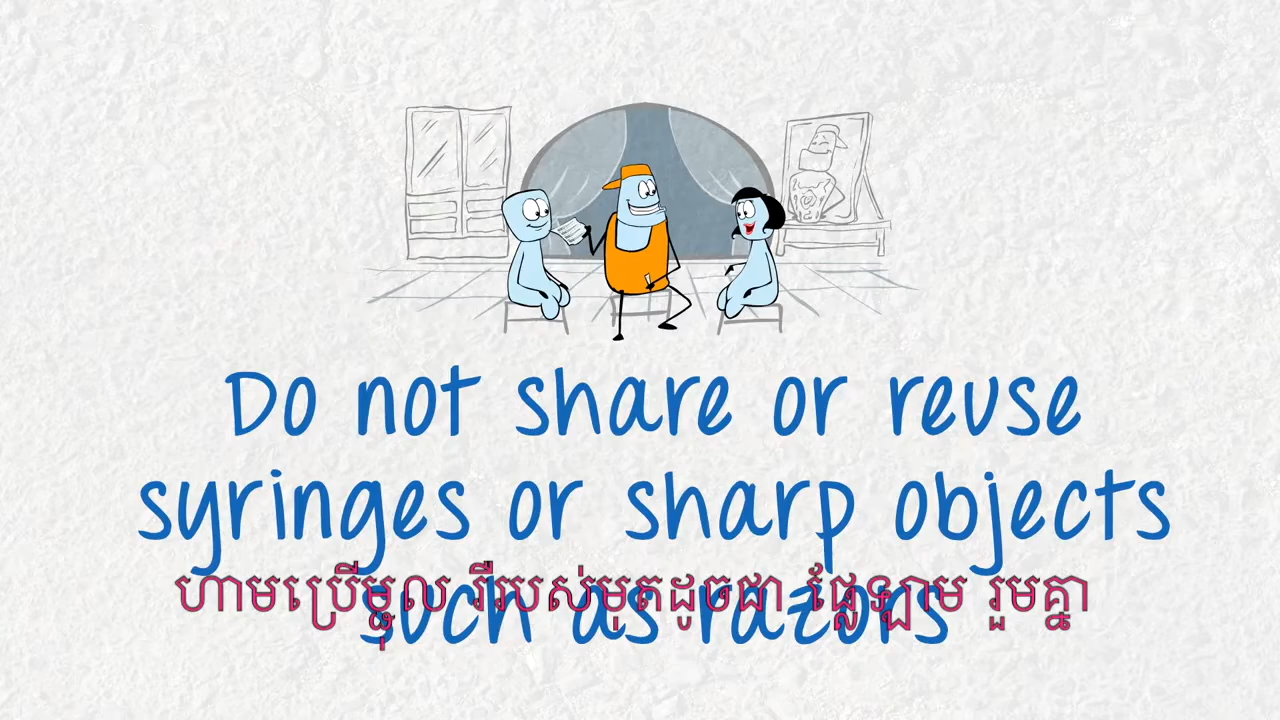 Do not share or reuse
syringes or sharp objects
such as razors
ហាមប្រើម្ជុល រឺរបស់មុតដូចជា ផ្លែឡាម រួមគ្នា